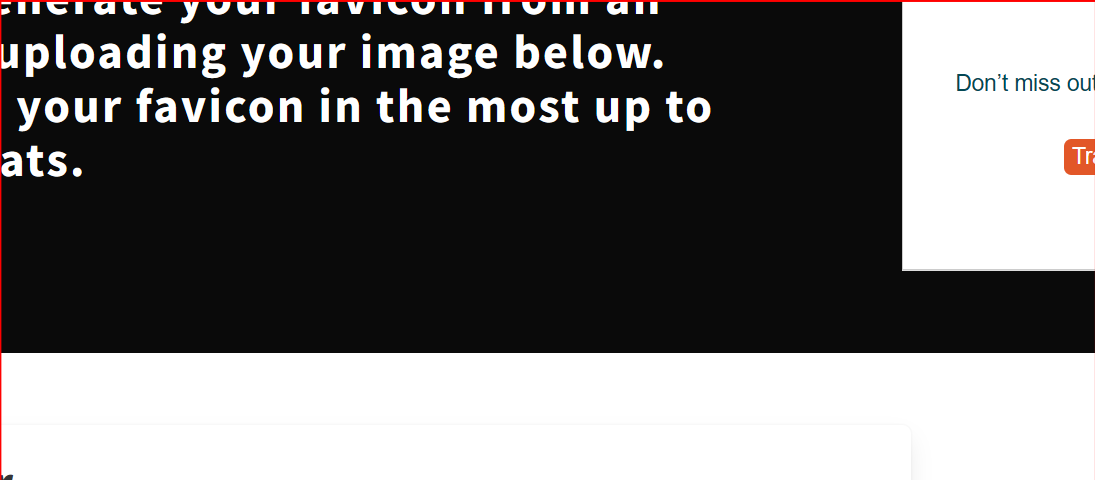 your favicon from an
uploading your image below.
your favicon in the most up to
ats.
Don’t miss out
Tra
r